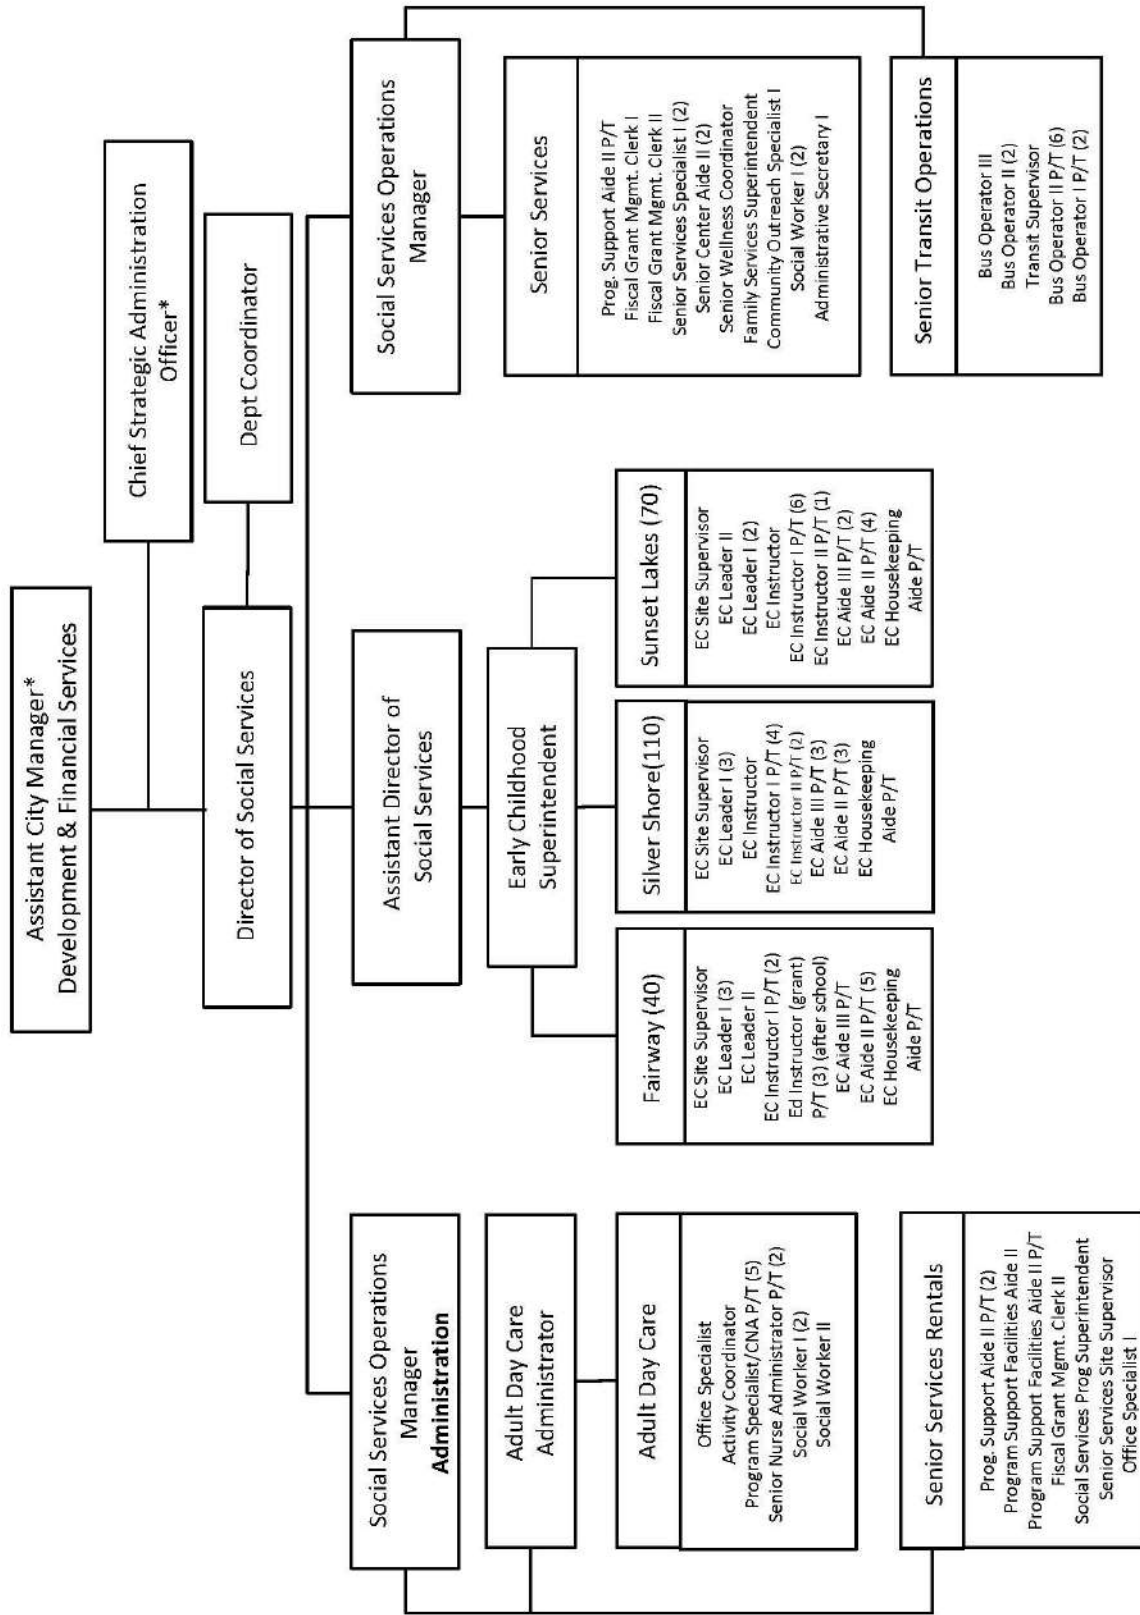 Assistant City Manager*
Development & Financial Services
Chief Strategic Administration
Officer*
Director of Social Services
Dept Coordinator
Social Services Operations
Manager
Administration
Assistant Director of
Social Services
Social Services Operations
Manager
Adult Day Care
Administrator
Early Childhood
Superintendent
Senior Services
Prog. Support Aide II P/T
Fiscal Grant Mgmt. Clerk I
Fiscal Grant Mgmt. Clerk II
Senior Services Specialist I (2)
Senior Center Aide II (2)
Senior Wellness Coordinator
Family Services Superintendent
Community Outreach Specialist I
Social Worker I (2)
Administrative Secretary I
Adult Day Care
Office Specialist
Activity Coordinator
Program Specialist/CNA P/T (5)
Senior Nurse Administrator P/T (2)
Social Worker I (2)
Social Worker II
Fairway (40)
EC Site Supervisor
EC Leader I (3)
EC Leader II
EC Instructor I P/T (2)
Ed Instructor (grant)
P/T (3) (after school)
EC Aide III P/T
EC Aide II P/T (5)
EC Housekeeping
Aide P/T
Silver Shore(110)
EC Site Supervisor
EC Leader I (3)
EC Instructor
EC Instructor I P/T (4)
EC Instructor II P/T (2)
EC Aide III P/T (3)
EC Aide II P/T (3)
EC Housekeeping
Aide P/T
Sunset Lakes (70)
EC Site Supervisor
EC Leader II
EC Leader I (2)
EC Instructor
EC Instructor I P/T (6)
EC Instructor II P/T (1)
EC Aide III P/T (2)
EC Aide II P/T (4)
EC Housekeeping
Aide P/T
Senior Services Rentals
Prog. Support Aide II P/T (2)
Program Support Facilities Aide II
Program Support Facilities Aide II P/T
Fiscal Grant Mgmt. Clerk II
Social Services Prog Superintendent
Senior Services Site Supervisor
Office Specialist I
Senior Transit Operations
Bus Operator III
Bus Operator II (2)
Transit Supervisor
Bus Operator II P/T (6)
Bus Operator I P/T (2)